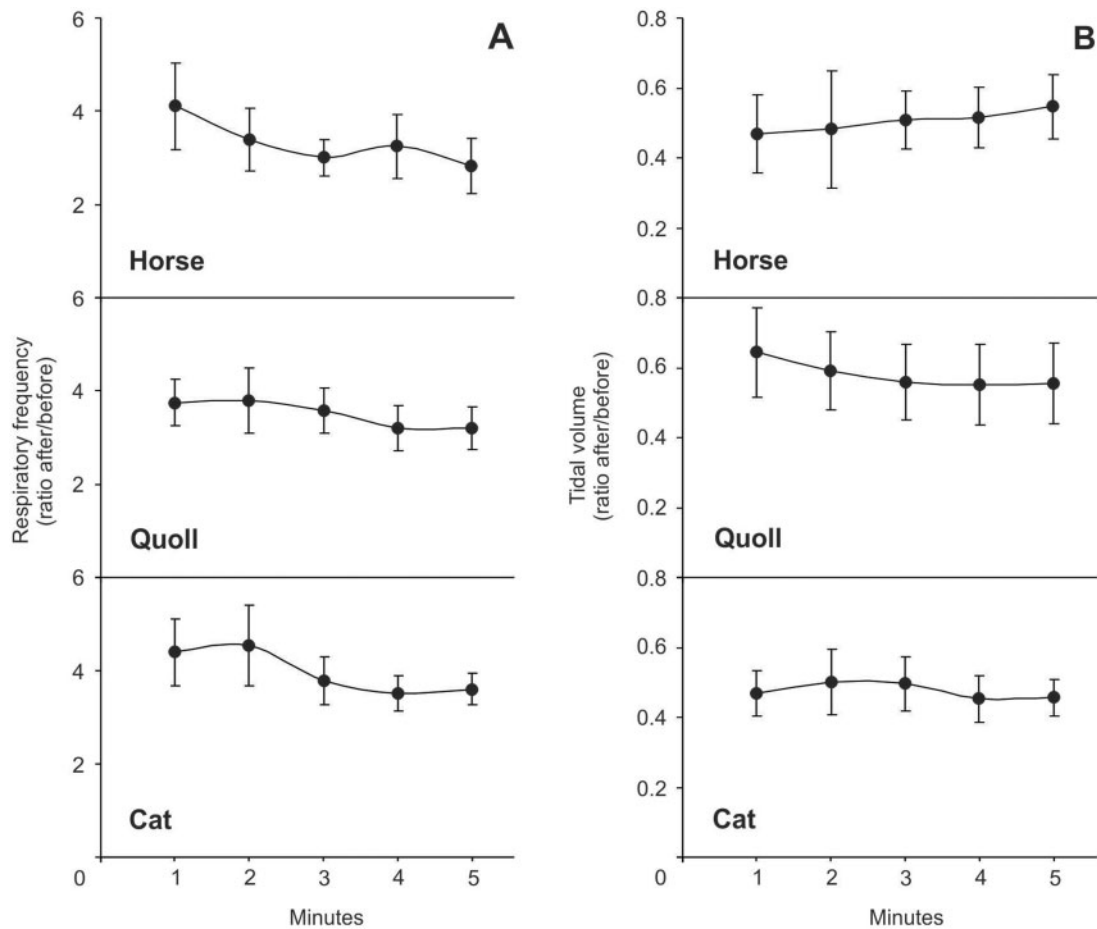 A
6
4
2
Horse
6
4
2
Quoll
6
4
2
Cat
0
1 2 3 4 5
Minutes
Respiratory frequency
(ratio after/before)
B
0.8
0.6
0.4
0.2
Horse
0.8
0.6
0.4
0.2
Quoll
0.8
0.6
0.4
0.2
Cat
0
1 2 3 4 5
Minutes
Tidal volume
(ratio after/before)